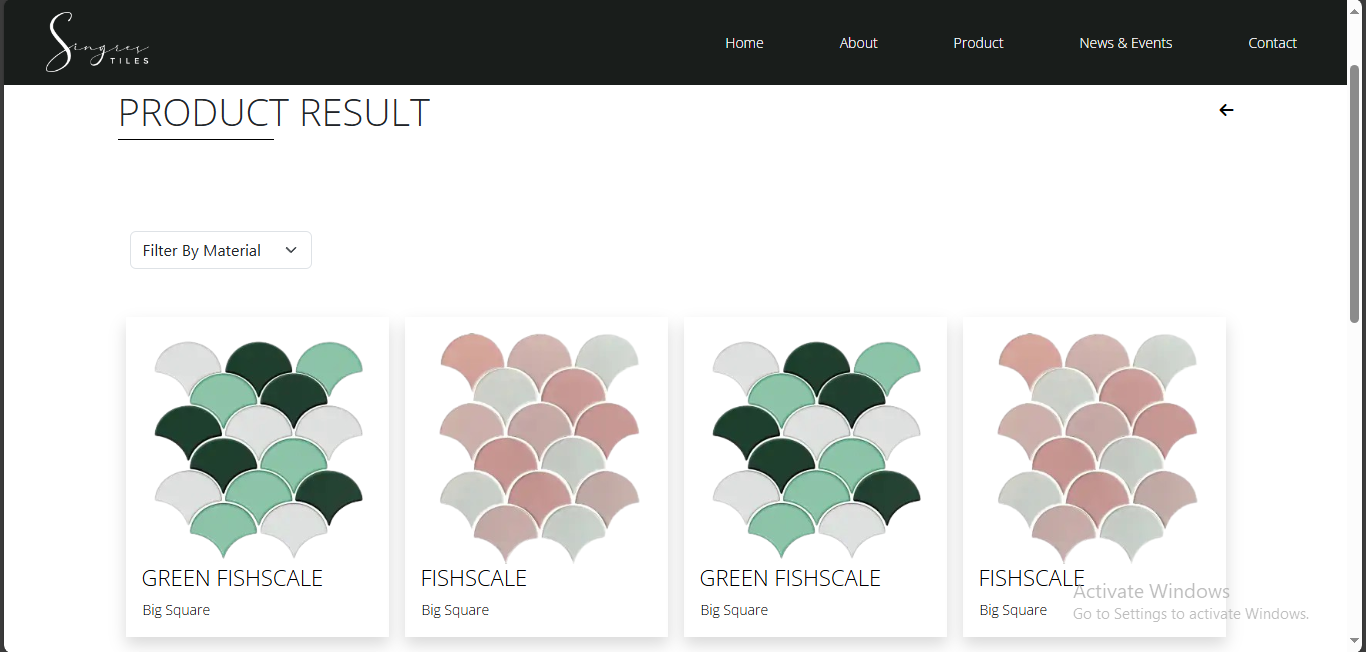 Singres
TILES
Home
About
Product
News & Events
Contact
PRODUCT RESULT
Filter By Material
GREEN FISHSCALE
Big Square
FISHSCALE
Big Square
GREEN FISHSCALE
Big Square
FISHSCALE
Big Square
Activate Windows
Go to Settings to activate Windows.